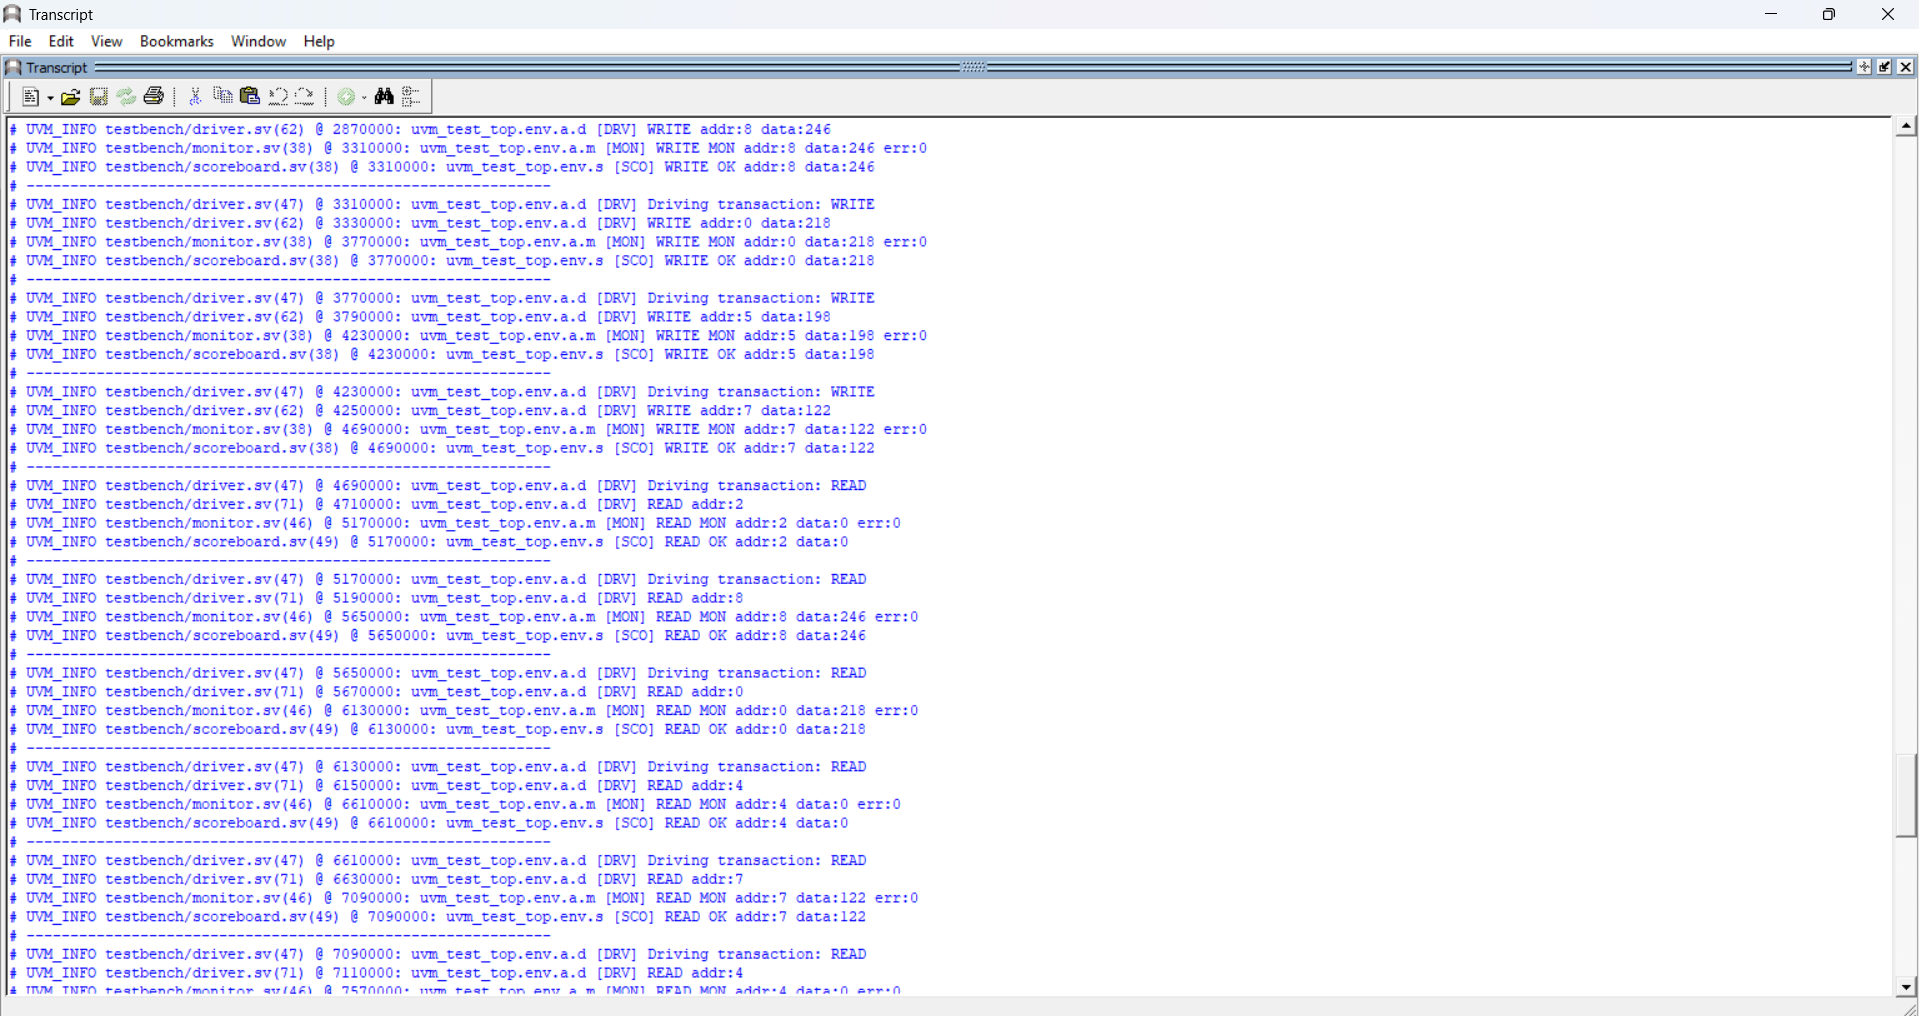 Transcript
File Edit View Bookmarks Window Help
Transcript
# UVM_INFO testbench/driver.sv(62) @ 2870000: uvm_test_top.env.a.d [DRV] WRITE addr:8 data:246
# UVM_INFO testbench/monitor.sv(38) @ 3310000: uvm_test_top.env.a.m [MON] WRITE MON addr:8 data:246 err:0
# UVM_INFO testbench/scoreboard.sv(38) @ 3310000: uvm_test_top.env.s [SCO] WRITE OK addr:8 data:246
# ------------------------------------------------------------
# UVM_INFO testbench/driver.sv(47) @ 3310000: uvm_test_top.env.a.d [DRV] Driving transaction: WRITE
# UVM_INFO testbench/driver.sv(62) @ 3330000: uvm_test_top.env.a.d [DRV] WRITE addr:0 data:218
# UVM_INFO testbench/monitor.sv(38) @ 3770000: uvm_test_top.env.a.m [MON] WRITE MON addr:0 data:218 err:0
# UVM_INFO testbench/scoreboard.sv(38) @ 3770000: uvm_test_top.env.s [SCO] WRITE OK addr:0 data:218
# ------------------------------------------------------------
# UVM_INFO testbench/driver.sv(47) @ 3770000: uvm_test_top.env.a.d [DRV] Driving transaction: WRITE
# UVM_INFO testbench/driver.sv(62) @ 3790000: uvm_test_top.env.a.d [DRV] WRITE addr:5 data:198
# UVM_INFO testbench/monitor.sv(38) @ 4230000: uvm_test_top.env.a.m [MON] WRITE MON addr:5 data:198 err:0
# UVM_INFO testbench/scoreboard.sv(38) @ 4230000: uvm_test_top.env.s [SCO] WRITE OK addr:5 data:198
# ------------------------------------------------------------
# UVM_INFO testbench/driver.sv(47) @ 4230000: uvm_test_top.env.a.d [DRV] Driving transaction: WRITE
# UVM_INFO testbench/driver.sv(62) @ 4250000: uvm_test_top.env.a.d [DRV] WRITE addr:7 data:122
# UVM_INFO testbench/monitor.sv(38) @ 4690000: uvm_test_top.env.a.m [MON] WRITE MON addr:7 data:122 err:0
# UVM_INFO testbench/scoreboard.sv(38) @ 4690000: uvm_test_top.env.s [SCO] WRITE OK addr:7 data:122
# ------------------------------------------------------------
# UVM_INFO testbench/driver.sv(47) @ 4690000: uvm_test_top.env.a.d [DRV] Driving transaction: READ
# UVM_INFO testbench/driver.sv(71) @ 4710000: uvm_test_top.env.a.d [DRV] READ addr:2
# UVM_INFO testbench/monitor.sv(46) @ 5170000: uvm_test_top.env.a.m [MON] READ MON addr:2 data:0 err:0
# UVM_INFO testbench/scoreboard.sv(49) @ 5170000: uvm_test_top.env.s [SCO] READ OK addr:2 data:0
# ------------------------------------------------------------
# UVM_INFO testbench/driver.sv(47) @ 5170000: uvm_test_top.env.a.d [DRV] Driving transaction: READ
# UVM_INFO testbench/driver.sv(71) @ 5190000: uvm_test_top.env.a.d [DRV] READ addr:8
# UVM_INFO testbench/monitor.sv(46) @ 5650000: uvm_test_top.env.a.m [MON] READ MON addr:8 data:246 err:0
# UVM_INFO testbench/scoreboard.sv(49) @ 5650000: uvm_test_top.env.s [SCO] READ OK addr:8 data:246
# ------------------------------------------------------------
# UVM_INFO testbench/driver.sv(47) @ 5650000: uvm_test_top.env.a.d [DRV] Driving transaction: READ
# UVM_INFO testbench/driver.sv(71) @ 5670000: uvm_test_top.env.a.d [DRV] READ addr:0
# UVM_INFO testbench/monitor.sv(46) @ 6130000: uvm_test_top.env.a.m [MON] READ MON addr:0 data:218 err:0
# UVM_INFO testbench/scoreboard.sv(49) @ 6130000: uvm_test_top.env.s [SCO] READ OK addr:0 data:218
# ------------------------------------------------------------
# UVM_INFO testbench/driver.sv(47) @ 6130000: uvm_test_top.env.a.d [DRV] Driving transaction: READ
# UVM_INFO testbench/driver.sv(71) @ 6150000: uvm_test_top.env.a.d [DRV] READ addr:4
# UVM_INFO testbench/monitor.sv(46) @ 6610000: uvm_test_top.env.a.m [MON] READ MON addr:4 data:0 err:0
# UVM_INFO testbench/scoreboard.sv(49) @ 6610000: uvm_test_top.env.s [SCO] READ OK addr:4 data:0
# ------------------------------------------------------------
# UVM_INFO testbench/driver.sv(47) @ 6610000: uvm_test_top.env.a.d [DRV] Driving transaction: READ
# UVM_INFO testbench/driver.sv(71) @ 6630000: uvm_test_top.env.a.d [DRV] READ addr:7
# UVM_INFO testbench/monitor.sv(46) @ 7090000: uvm_test_top.env.a.m [MON] READ MON addr:7 data:122 err:0
# UVM_INFO testbench/scoreboard.sv(49) @ 7090000: uvm_test_top.env.s [SCO] READ OK addr:7 data:122
# ------------------------------------------------------------
# UVM_INFO testbench/driver.sv(47) @ 7090000: uvm_test_top.env.a.d [DRV] Driving transaction: READ
# UVM_INFO testbench/driver.sv(71) @ 7110000: uvm_test_top.env.a.d [DRV] READ addr:4
# UVM_INFO testbench/monitor.sv(46) @ 7570000: uvm_test_top.env.a.m [MON] READ MON addr:4 data:0 err:0